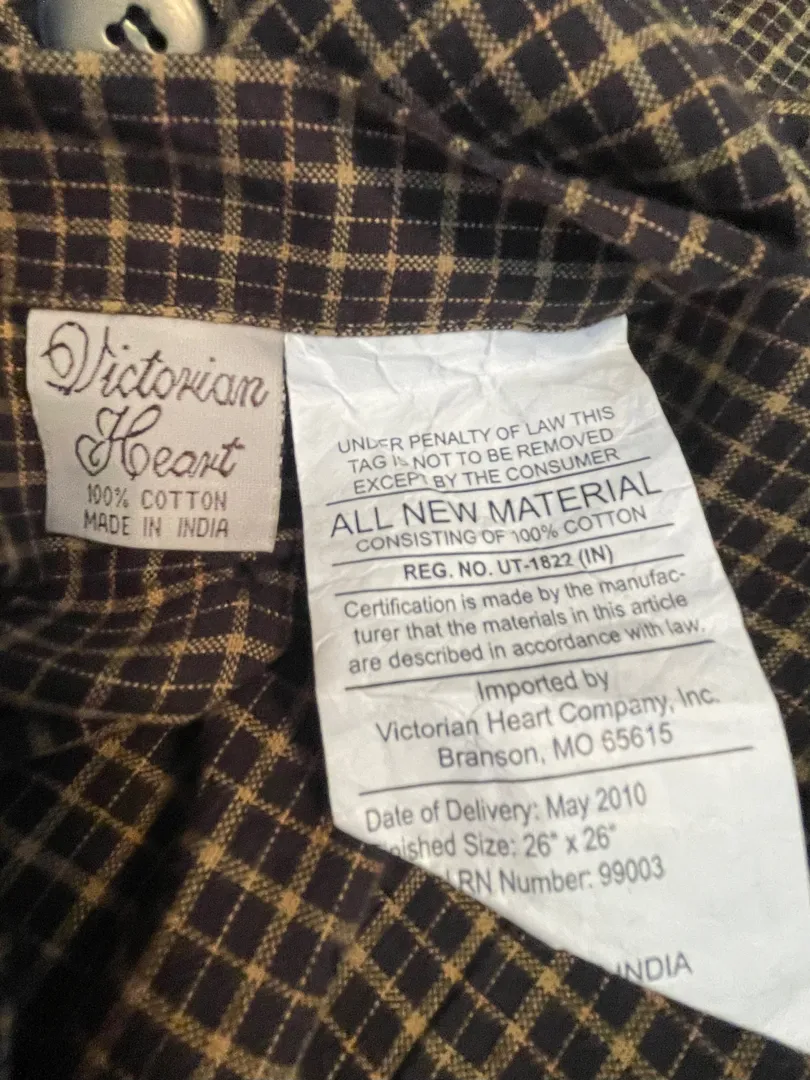 Victorian
Heart
100% COTTON
MADE IN INDIA
UNDER PENALTY OF LAW THIS
TAG IS NOT TO BE REMOVED
EXCEPT BY THE CONSUMER
ALL NEW MATERIAL
CONSISTING OF 100% COTTON
REG. NO. UT-1822 (IN)
Certification is made by the manufac-
turer that the materials in this article
are described in accordance with law.
Imported by
Victorian Heart Company, Inc.
Branson, MO 65615
Date of Delivery: May 2010
Size: 26" x 26"
RN Number: 99003
INDIA